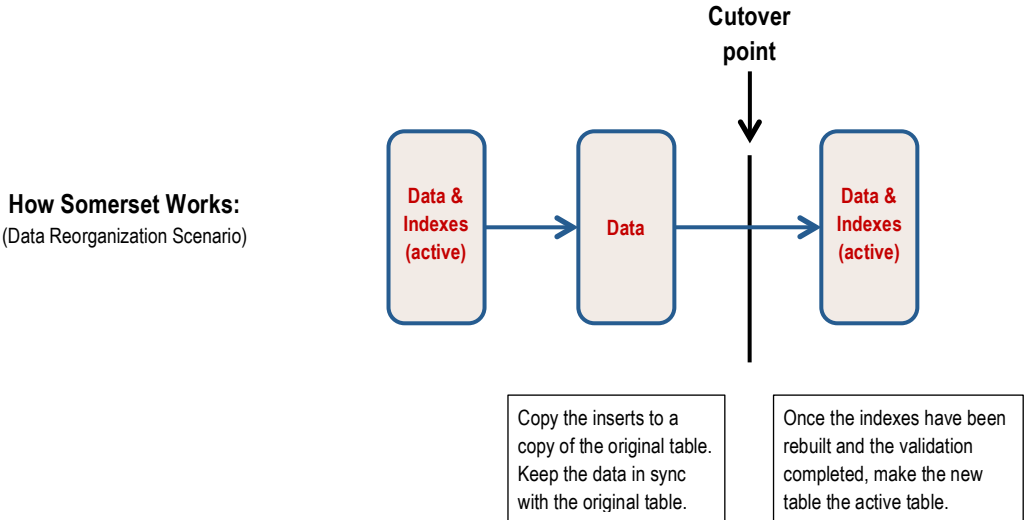 Cutover
point
How Somerset Works:
(Data Reorganization Scenario)
Data &
Indexes
(active)
Data
Data &
Indexes
(active)
Copy the inserts to a
copy of the original table.
Keep the data in sync
with the original table.
Once the indexes have been
rebuilt and the validation
completed, make the new
table the active table.